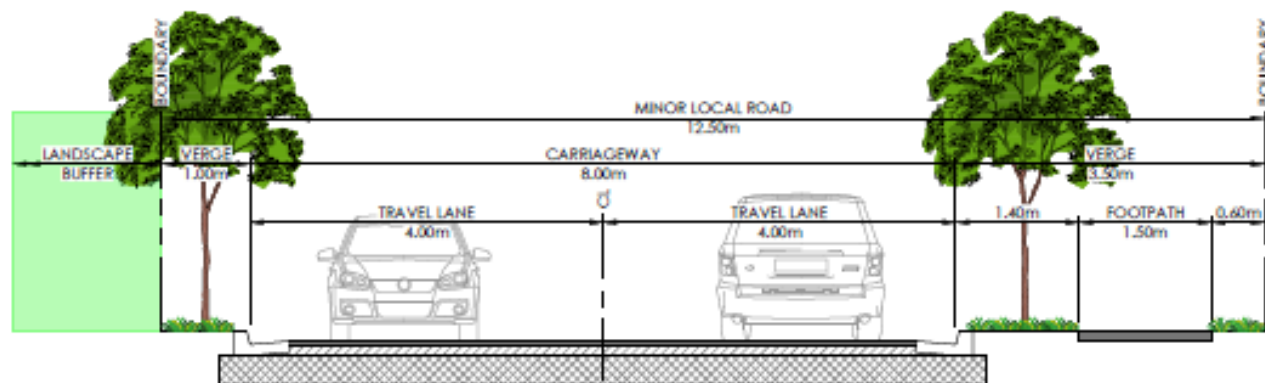 BOUNDARY
BOUNDARY
MINOR LOCAL ROAD
12.50m
LANDSCAPE
BUFFER
VERGE
1.00m
CARRIAGEWAY
8.00m
VERGE
3.50m
TRAVEL LANE
4.00m
TRAVEL LANE
4.00m
1.40m
FOOTPATH
1.50m
0.60m